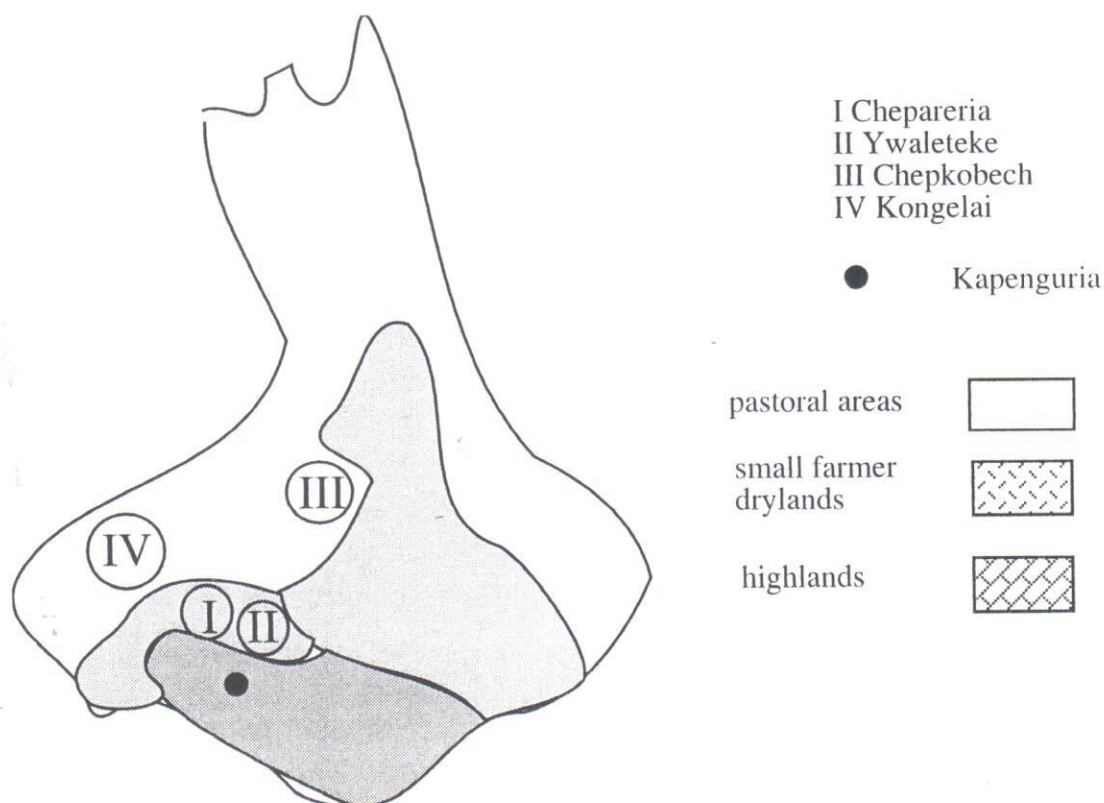 I Chepareria
II Ywaleteke
III Chepkobech
IV Kongelai
Kapenguria
pastoral areas
small farmer
drylands
highlands
III
IV
I
II